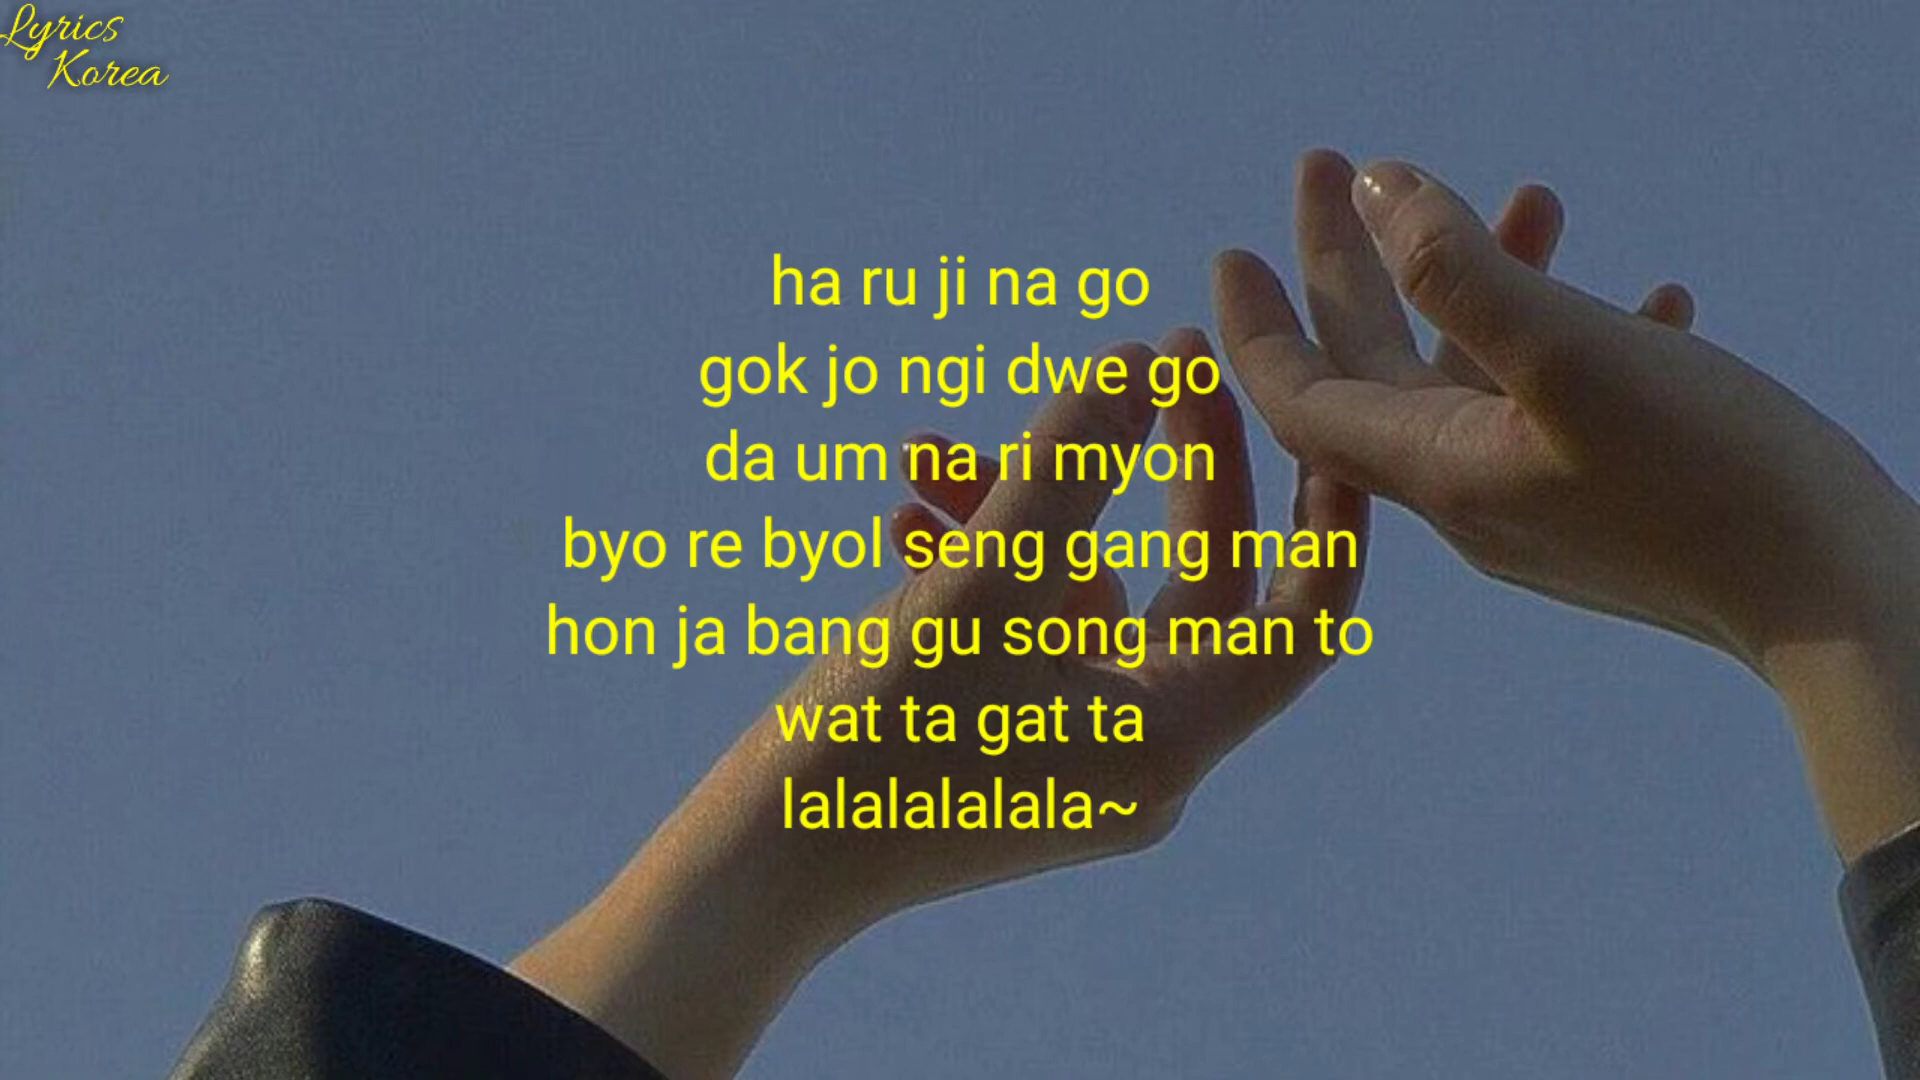 Lyrics
Korea
ha ru ji na go
gok jo ngi dwe go
da um na ri myon
byo re byol seng gang man
hon ja bang gu song man to
wat ta gat ta
lalalalalala~